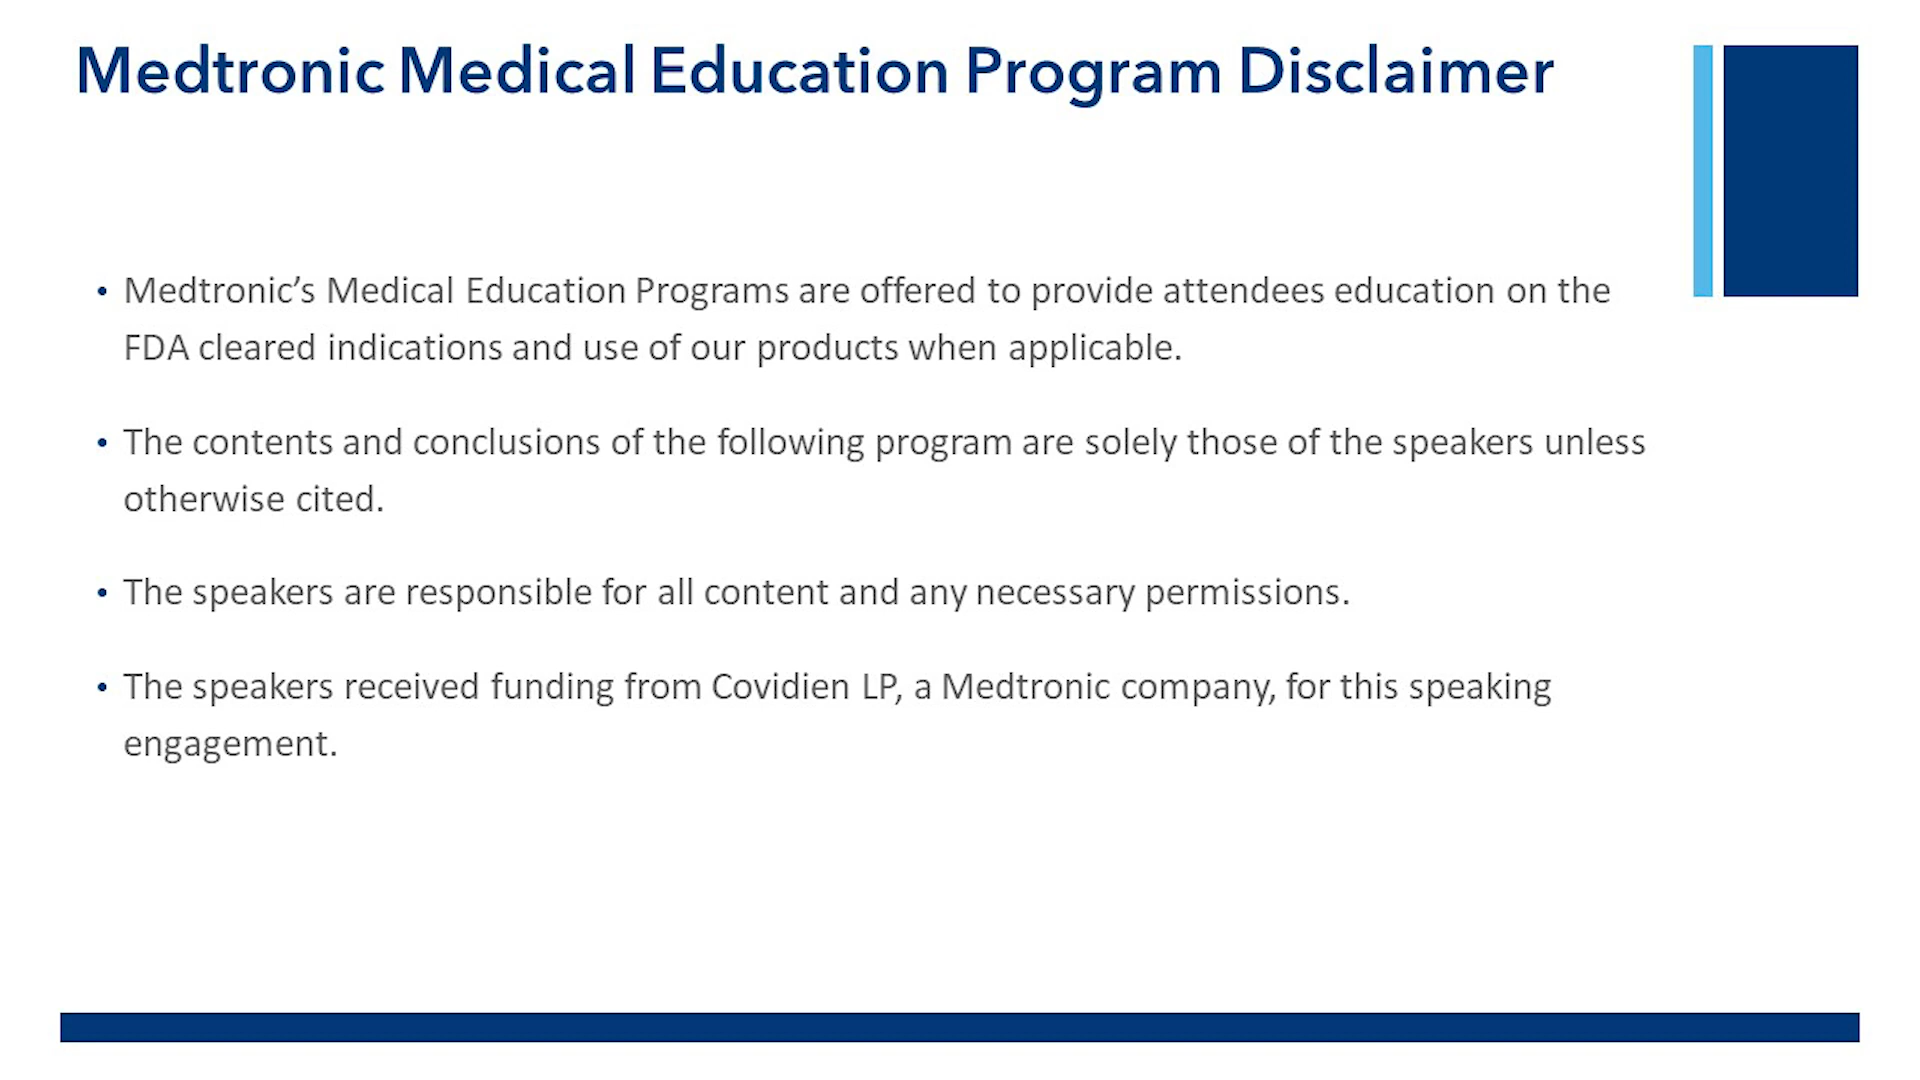 Medtronic Medical Education Program Disclaimer
• Medtronic’s Medical Education Programs are offered to provide attendees education on the
FDA cleared indications and use of our products when applicable.
• The contents and conclusions of the following program are solely those of the speakers unless
otherwise cited.
• The speakers are responsible for all content and any necessary permissions.
• The speakers received funding from Covidien LP, a Medtronic company, for this speaking
engagement.